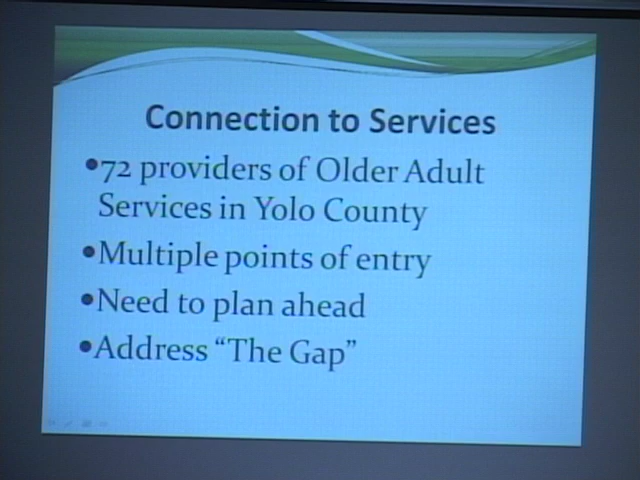 Connection to Services
•72 providers of Older Adult
Services in Yolo County
•Multiple points of entry
•Need to plan ahead
•Address “The Gap”